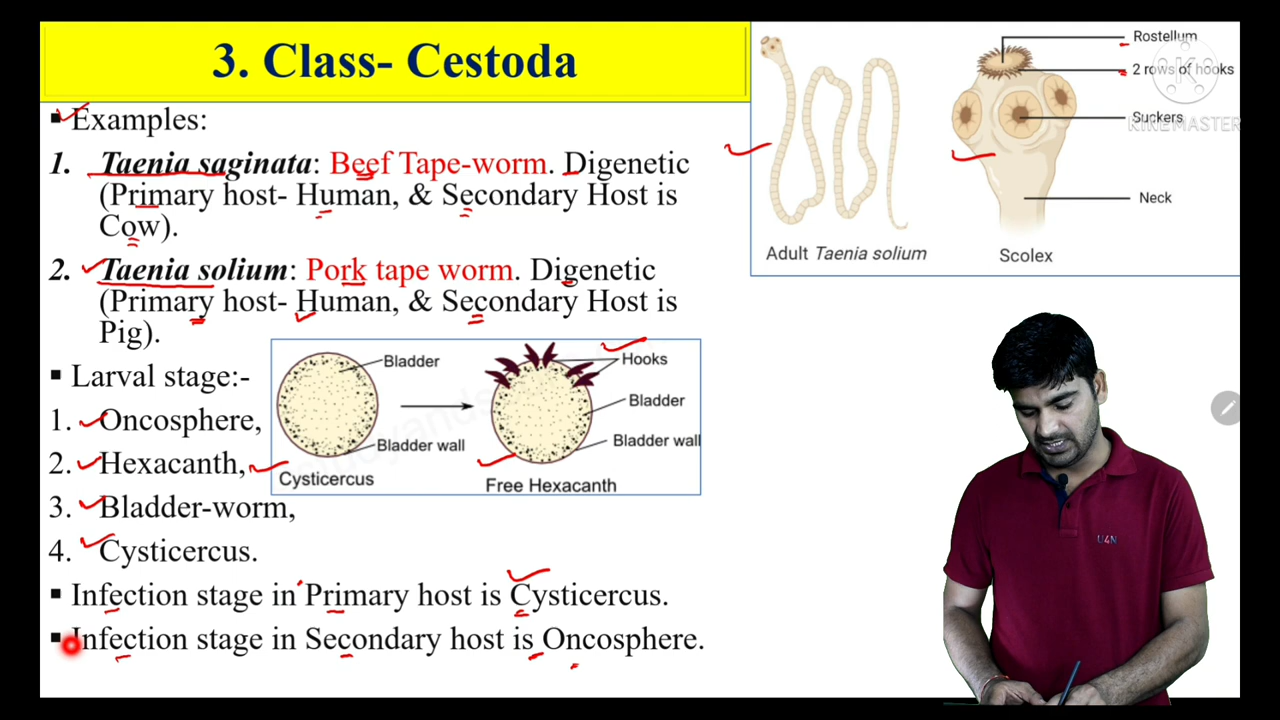 3. Class- Cestoda
▪ Examples:
1. Taenia saginata: Beef Tape-worm. Digenetic
(Primary host- Human, & Secondary Host is
Cow).
2. Taenia solium: Pork tape worm. Digenetic
(Primary host- Human, & Secondary Host is
Pig).
▪ Larval stage:-
1. Oncosphere,
2. Hexacanth,
3. Bladder-worm,
4. Cysticercus.
▪ Infection stage in Primary host is Cysticercus.
▪ Infection stage in Secondary host is Oncosphere.
Bladder
Bladder wall
Cysticercus
Hooks
Bladder
Bladder wall
Free Hexacanth
Rostellum
2 rows of hooks
Suckers
Neck
Adult Taenia solium
Scolex
K
KINEMASTER
U4N